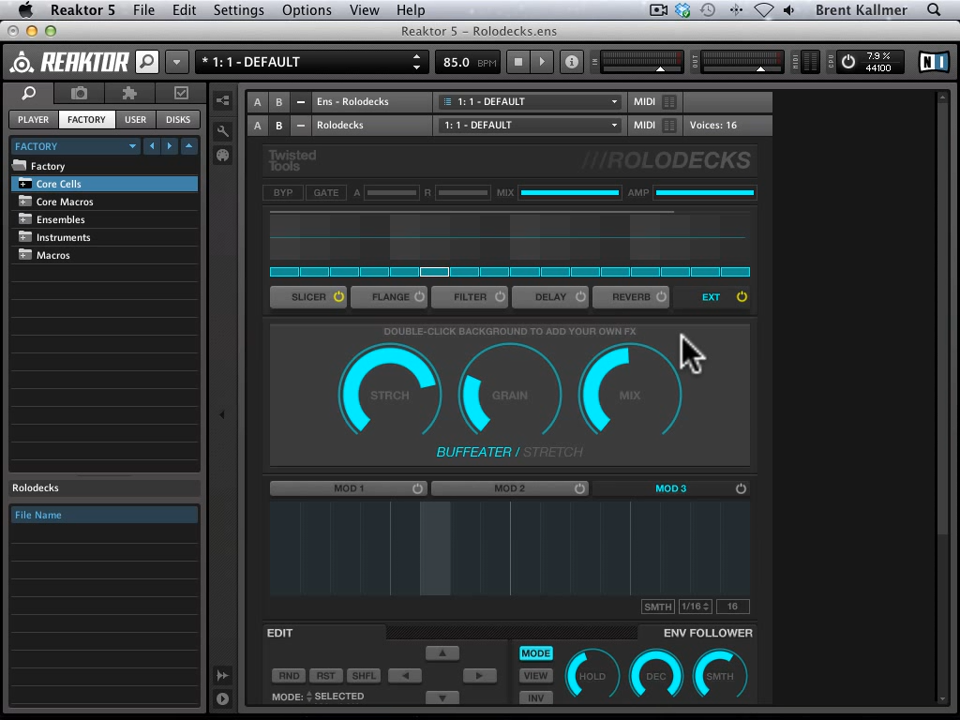 Reaktor 5 File Edit Settings Options View Help Brent Kallmer
Reaktor 5 – Rolodecks.ens
REAKTOR * 1: 1 - DEFAULT 85.0 BPM IN OUT MIDI CPU 7.9 % 44100
PLAYER FACTORY USER DISKS
FACTORY
Factory
Core Cells
Core Macros
Ensembles
Instruments
Macros
Rolodecks
File Name
A B Ens - Rolodecks 1: 1 - DEFAULT MIDI
A B Rolodecks 1: 1 - DEFAULT MIDI Voices: 16
Twisted
Tools
///ROLODECKS
BYP GATE A R MIX AMP
SLICER FLANGE FILTER DELAY REVERB EXT
DOUBLE-CLICK BACKGROUND TO ADD YOUR OWN FX
STRCH GRAIN MIX
BUFFEATER / STRETCH
MOD 1 MOD 2 MOD 3
SMTH 1/16 16
EDIT ENV FOLLOWER
MODE
RND RST SHFL VIEW HOLD DEC SMTH
MODE: SELECTED INV